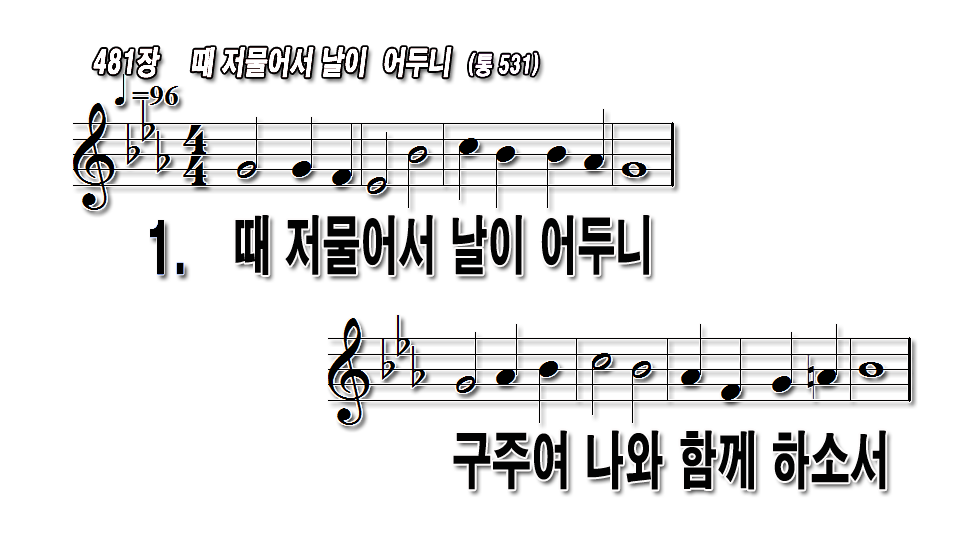 481장 때 저물어서 날이 어두니 (통 531)
♩=96
4
4
1. 때 저물어서 날이 어두니
구주여 나와 함께 하소서